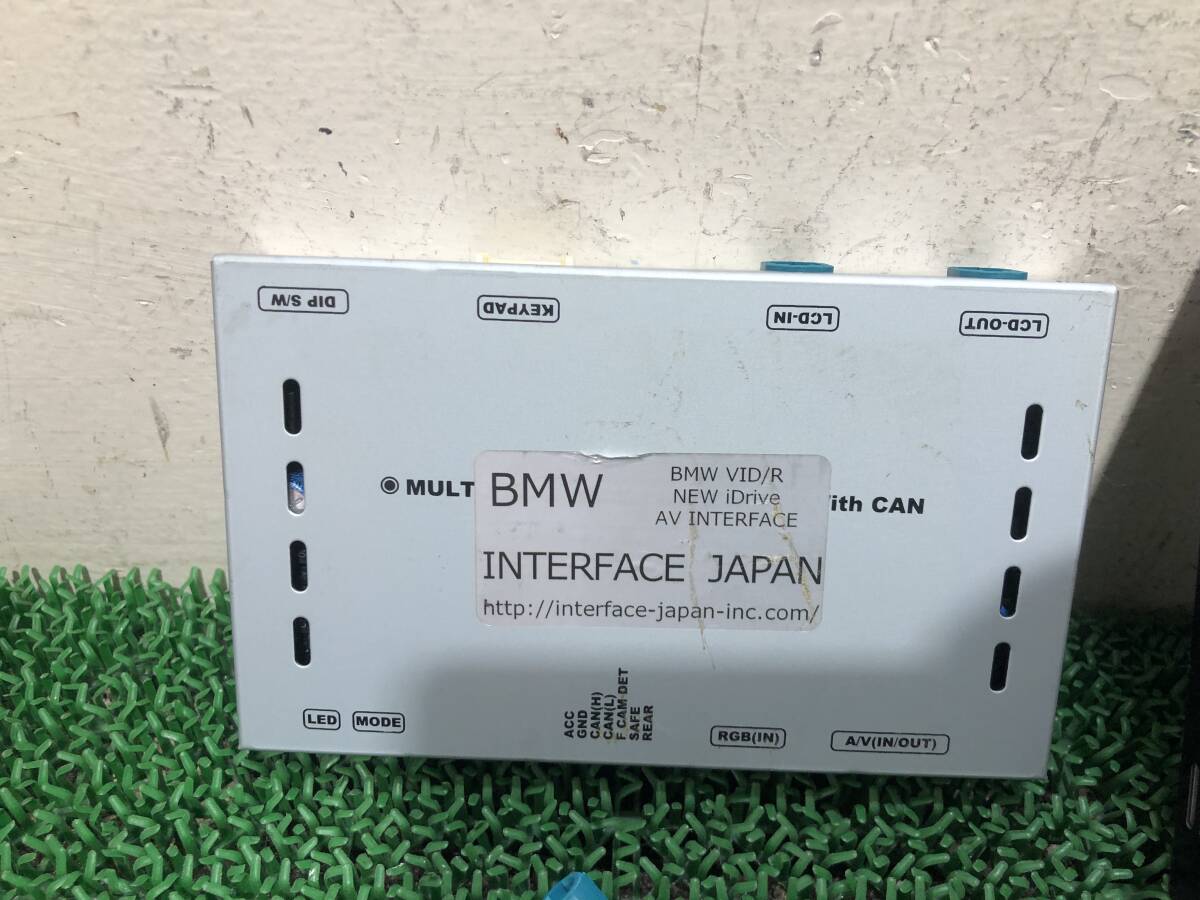 DIP S/W
KEYPAD
LCD-IN
LCD-OUT
MULT
ith CAN
BMW
BMW VID/R
NEW iDrive
AV INTERFACE
INTERFACE JAPAN
http://interface-japan-inc.com/
LED
MODE
ACC
GND
CAN(H)
CAN(L)
F CAM-DET
SAFE
REAR
RGB(IN)
A/V(IN/OUT)